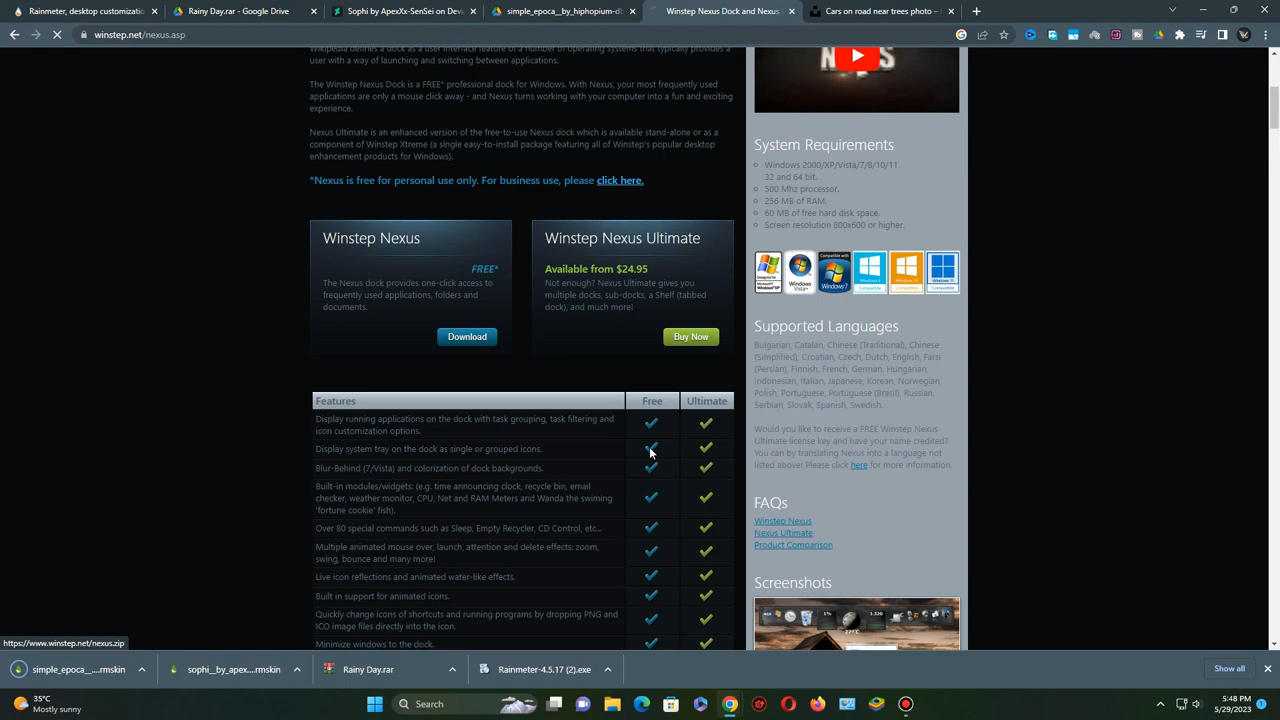 Rainmeter, desktop customizatio
Rainy Day.rar - Google Drive
Sophi APEXxXx-SenSei on Devi
Rainmeter, desktop customizatio
Nexus Dock - The Advanced Do
Simple Epoca -
Photos - Google Photos
winstep.net/nexus.asp
Wikipedia defines a dock as a user interface feature of a number of operating systems that typically provides a
user with a way of launching and switching between applications.
The Winstep Nexus Dock is a FREE* professional dock for Windows. With Nexus, your most frequently used
applications are only a mouse click away - and Nexus turns working with your computer into a fun and exciting
experience.
Nexus Ultimate is an enhanced version of the free-to-use Nexus dock which is available stand-alone or as a
component of Winstep Xtreme (a single easy-to-install package featuring all of Winstep's popular desktop
enhancement products for Windows).
*Nexus is free for personal use only. For business use, please click here.
Winstep Nexus
FREE*
The Nexus dock provides one-click access to
frequently used applications, folders and
documents.
Download
Winstep Nexus Ultimate
Available from $24.95
Not enough? Nexus Ultimate gives you
multiple docks, sub-docks, a Shelf (tabbed
dock), and much more!
Buy Now
Features Free Ultimate
Display running applications on the dock with task grouping, task filtering and
icon customization options.
Display system tray on the dock as single or grouped icons.
Blur-Behind (7/Vista) and colorization of dock backgrounds.
Built-in modules/widgets: (e.g. time announcing clock, recycle bin, email
checker, weather monitor, CPU, Net and RAM Meters and Wanda the swiming
'fortune cookie' fish).
Over 80 special commands such as Sleep, Empty Recycler, CD Control, etc...
Multiple animated mouse over, launch, attention and delete effects: zoom,
swing, bounce and many more!
Live icon reflections and animated water-like effects.
Built in support for animated icons.
Quickly change icons of shortcuts and running programs by dropping PNG and
ICO image files directly into the icon.
Minimize windows to the dock.
System Requirements
Windows 2000/XP/Vista/7/8/10/11
32 and 64 bit.
500 Mhz processor.
256 MB of RAM.
60 MB of free hard disk space.
Screen resolution 800x600 or higher.
Supported Languages
Bulgarian, Catalan, Chinese (Traditional), Chinese
(Simplified), Croatian, Czech, Dutch, English, Farsi
(Persian), Finnish, French, German, Hungarian,
Indonesian, Italian, Japanese, Korean, Norwegian,
Polish, Portuguese, Portuguese (Brasil), Russian,
Serbian, Slovak, Spanish, Swedish.
Would you like to receive a FREE Winstep Nexus
Ultimate license key and have your name credited?
You can by translating Nexus into a language not
listed above! Please click here for more information.
FAQs
Winstep Nexus
Nexus Ultimate
Product Comparison
Screenshots
https://www.winstep.net/nexus.zip
simple_epoca_....rmskin
sophi_by_apex....rmskin
Rainy Day.rar
Rainmeter-4.5.17 (2).exe
Show all
35°C
Mostly sunny
Search
5:48 PM
5/29/2023